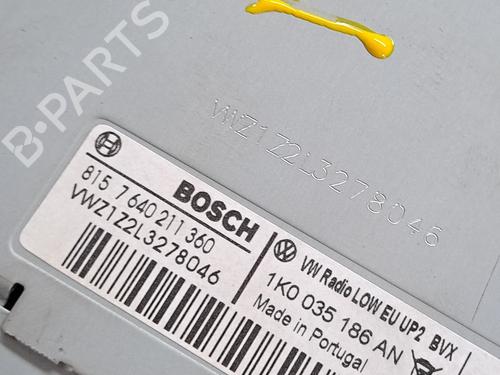 B-PARTS
VWZ1Z2L3278046
BOSCH
815 7 640 211 360
VWZ1Z2L3278046
VW Radio LOW EU UP2 BVX
1K0 035 186 AN
Made in Portugal